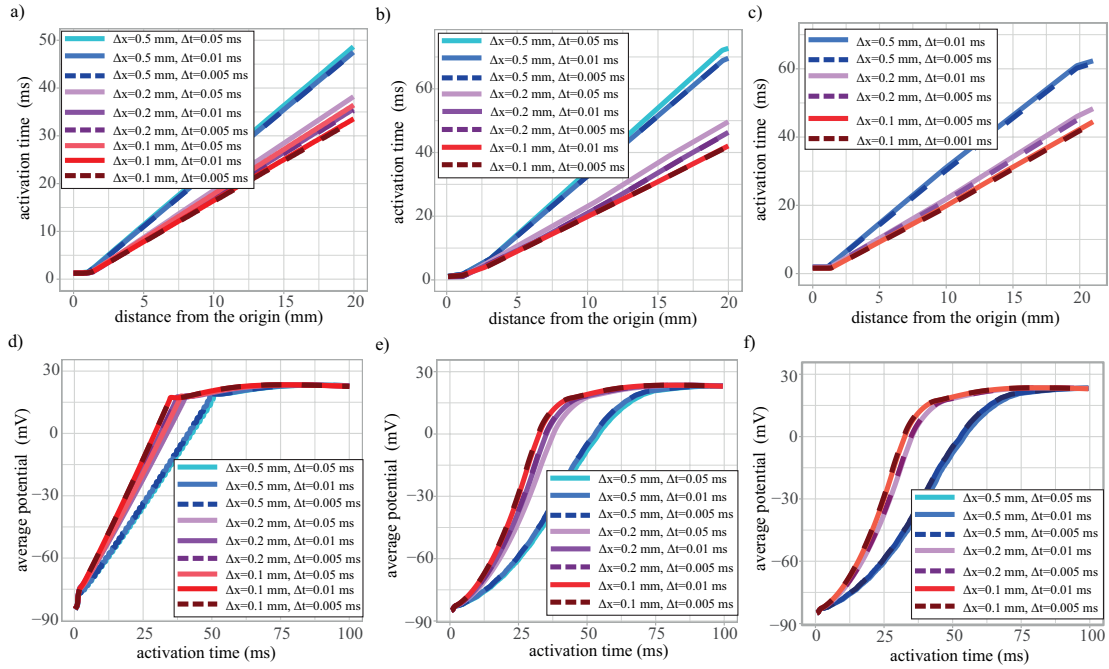 a)
activation time (ms)
50
40
30
20
10
0
Δx=0.5 mm, Δt=0.05 ms
Δx=0.5 mm, Δt=0.01 ms
Δx=0.5 mm, Δt=0.005 ms
Δx=0.2 mm, Δt=0.05 ms
Δx=0.2 mm, Δt=0.01 ms
Δx=0.2 mm, Δt=0.005 ms
Δx=0.1 mm, Δt=0.05 ms
Δx=0.1 mm, Δt=0.01 ms
Δx=0.1 mm, Δt=0.005 ms
0 5 10 15 20
distance from the origin (mm)
b)
activation time (ms)
80
60
40
20
0
Δx=0.5 mm, Δt=0.05 ms
Δx=0.5 mm, Δt=0.01 ms
Δx=0.5 mm, Δt=0.005 ms
Δx=0.2 mm, Δt=0.05 ms
Δx=0.2 mm, Δt=0.01 ms
Δx=0.2 mm, Δt=0.005 ms
Δx=0.1 mm, Δt=0.01 ms
Δx=0.1 mm, Δt=0.005 ms
0 5 10 15 20
distance from the origin (mm)
c)
activation time (ms)
60
40
20
0
Δx=0.5 mm, Δt=0.01 ms
Δx=0.5 mm, Δt=0.005 ms
Δx=0.2 mm, Δt=0.01 ms
Δx=0.2 mm, Δt=0.005 ms
Δx=0.1 mm, Δt=0.005 ms
Δx=0.1 mm, Δt=0.001 ms
0 5 10 15 20
distance from the origin (mm)
d)
average potential (mV)
30
0
−30
−60
−90
Δx=0.5 mm, Δt=0.05 ms
Δx=0.5 mm, Δt=0.01 ms
Δx=0.5 mm, Δt=0.005 ms
Δx=0.2 mm, Δt=0.05 ms
Δx=0.2 mm, Δt=0.01 ms
Δx=0.2 mm, Δt=0.005 ms
Δx=0.1 mm, Δt=0.05 ms
Δx=0.1 mm, Δt=0.01 ms
Δx=0.1 mm, Δt=0.005 ms
0 25 50 75 100
activation time (ms)
e)
average potential (mV)
30
0
−30
−60
−90
Δx=0.5 mm, Δt=0.05 ms
Δx=0.5 mm, Δt=0.01 ms
Δx=0.5 mm, Δt=0.005 ms
Δx=0.2 mm, Δt=0.05 ms
Δx=0.2 mm, Δt=0.01 ms
Δx=0.2 mm, Δt=0.005 ms
Δx=0.1 mm, Δt=0.01 ms
Δx=0.1 mm, Δt=0.005 ms
0 25 50 75 100
activation time (ms)
f)
average potential (mV)
30
0
−30
−60
−90
Δx=0.5 mm, Δt=0.05 ms
Δx=0.5 mm, Δt=0.01 ms
Δx=0.5 mm, Δt=0.005 ms
Δx=0.2 mm, Δt=0.01 ms
Δx=0.2 mm, Δt=0.005 ms
Δx=0.1 mm, Δt=0.01 ms
Δx=0.1 mm, Δt=0.005 ms
0 25 50 75 100
activation time (ms)